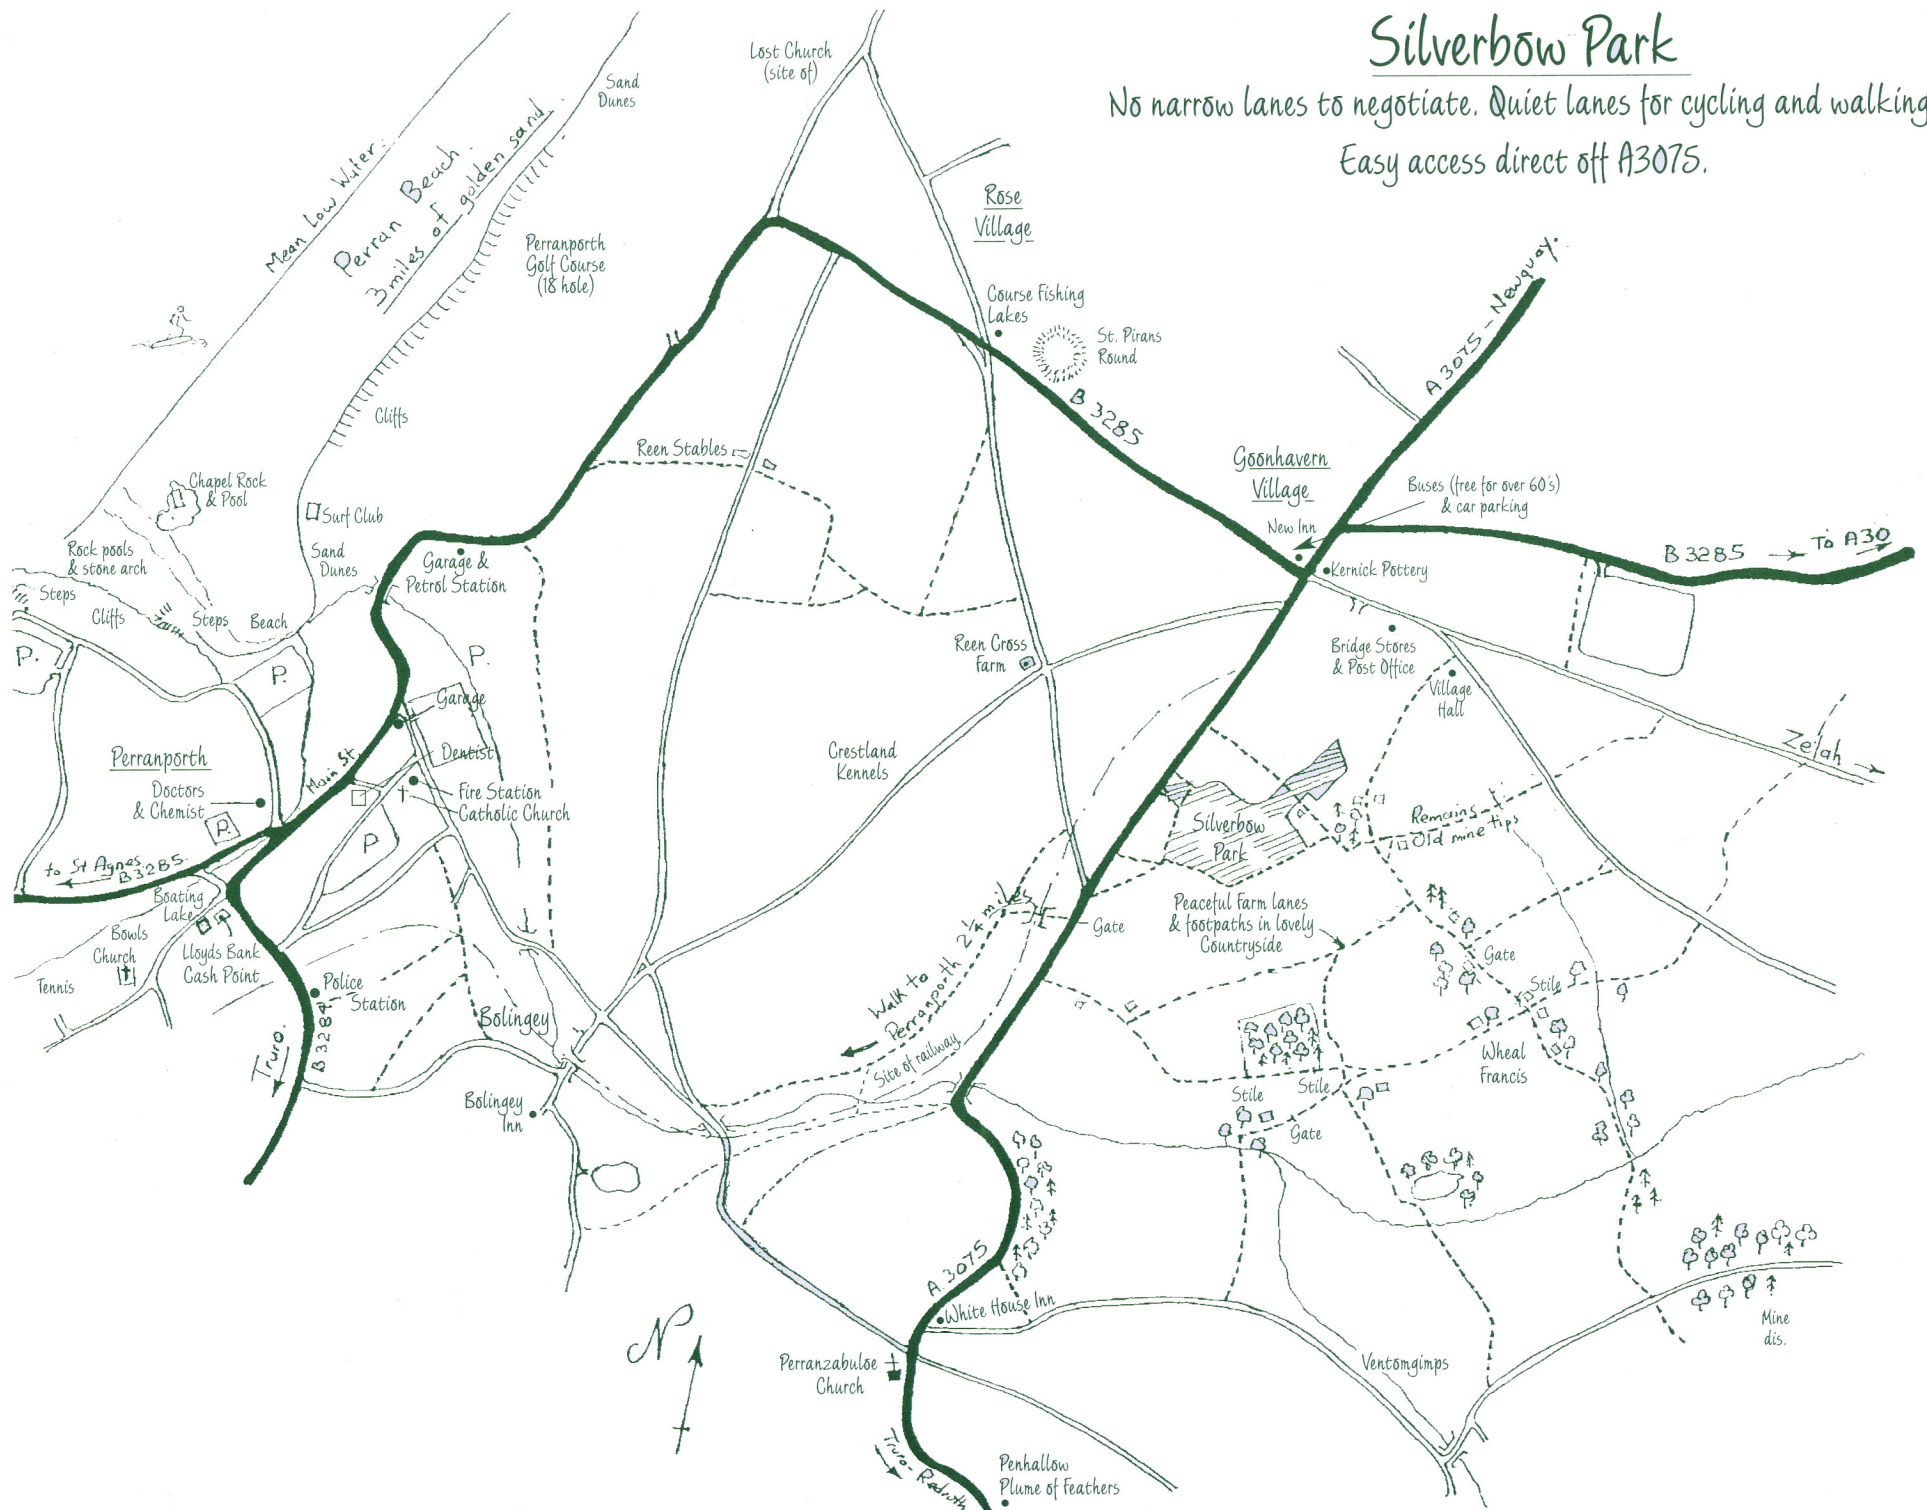 Silverbow Park
No narrow lanes to negotiate. Quiet lanes for cycling and walking
Easy access direct off A3075.
Lost Church
(site of)
Sand
Dunes
Mean Low Water.
Perran Beach.
3 miles of golden sand.
Perranporth
Golf Course
(18 hole)
Rose
Village
Course Fishing
Lakes
St. Pirans
Round
B 3285
A 3075 - Newquay.
Cliffs
Reen Stables
Goonhavern
Village
New Inn
Buses (free for over 60's)
& car parking
B 3285
To A30
Kernick Pottery
Chapel Rock
& Pool
Surf Club
Sand
Dunes
Rock pools
& stone arch
Steps
Cliffs
Steps
Beach
Garage &
Petrol Station
P.
P.
P.
Garage
Reen Cross
Farm
Bridge Stores
& Post Office
Village
Hall
Zelah
Perranporth
Doctors
& Chemist
Main St.
Dentist
Fire Station
Catholic Church
P.
P
Crestland
Kennels
Silverbow
Park
Remains
Old mine tips
to St Agnes.
B 3285.
Boating
Lake
Bowls
Church
Tennis
Lloyds Bank
Cash Point
Police
Station
B 3284
Truro.
Bolingey
Bolingey
Inn
Walk to
Perranporth 2 1/4 miles
Site of railway
Gate
Peaceful Farm lanes
& footpaths in lovely
Countryside
Gate
Stile
Wheal
Francis
Stile
Stile
Gate
A 3075
White House Inn
N
Perranzabuloe
Church
Ventomgimps
Mine
dis.
Truro - Redruth
Penhallow
Plume of Feathers